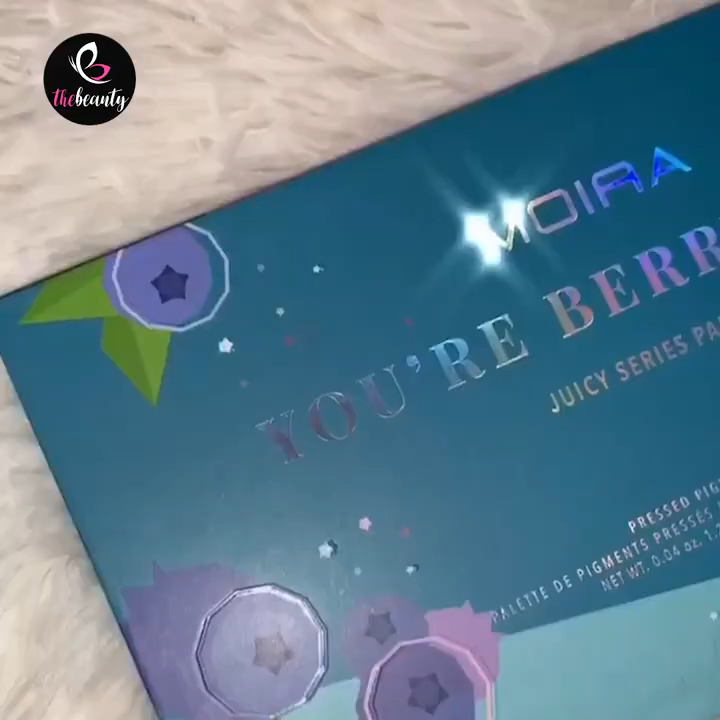 thebeauty
MOIRA
YOU'RE BERR
JUICY SERIES PA
PRESSED PIG
PALETTE DE PIGMENTS PRESSÉS
NET WT. 0.04 oz. 1.